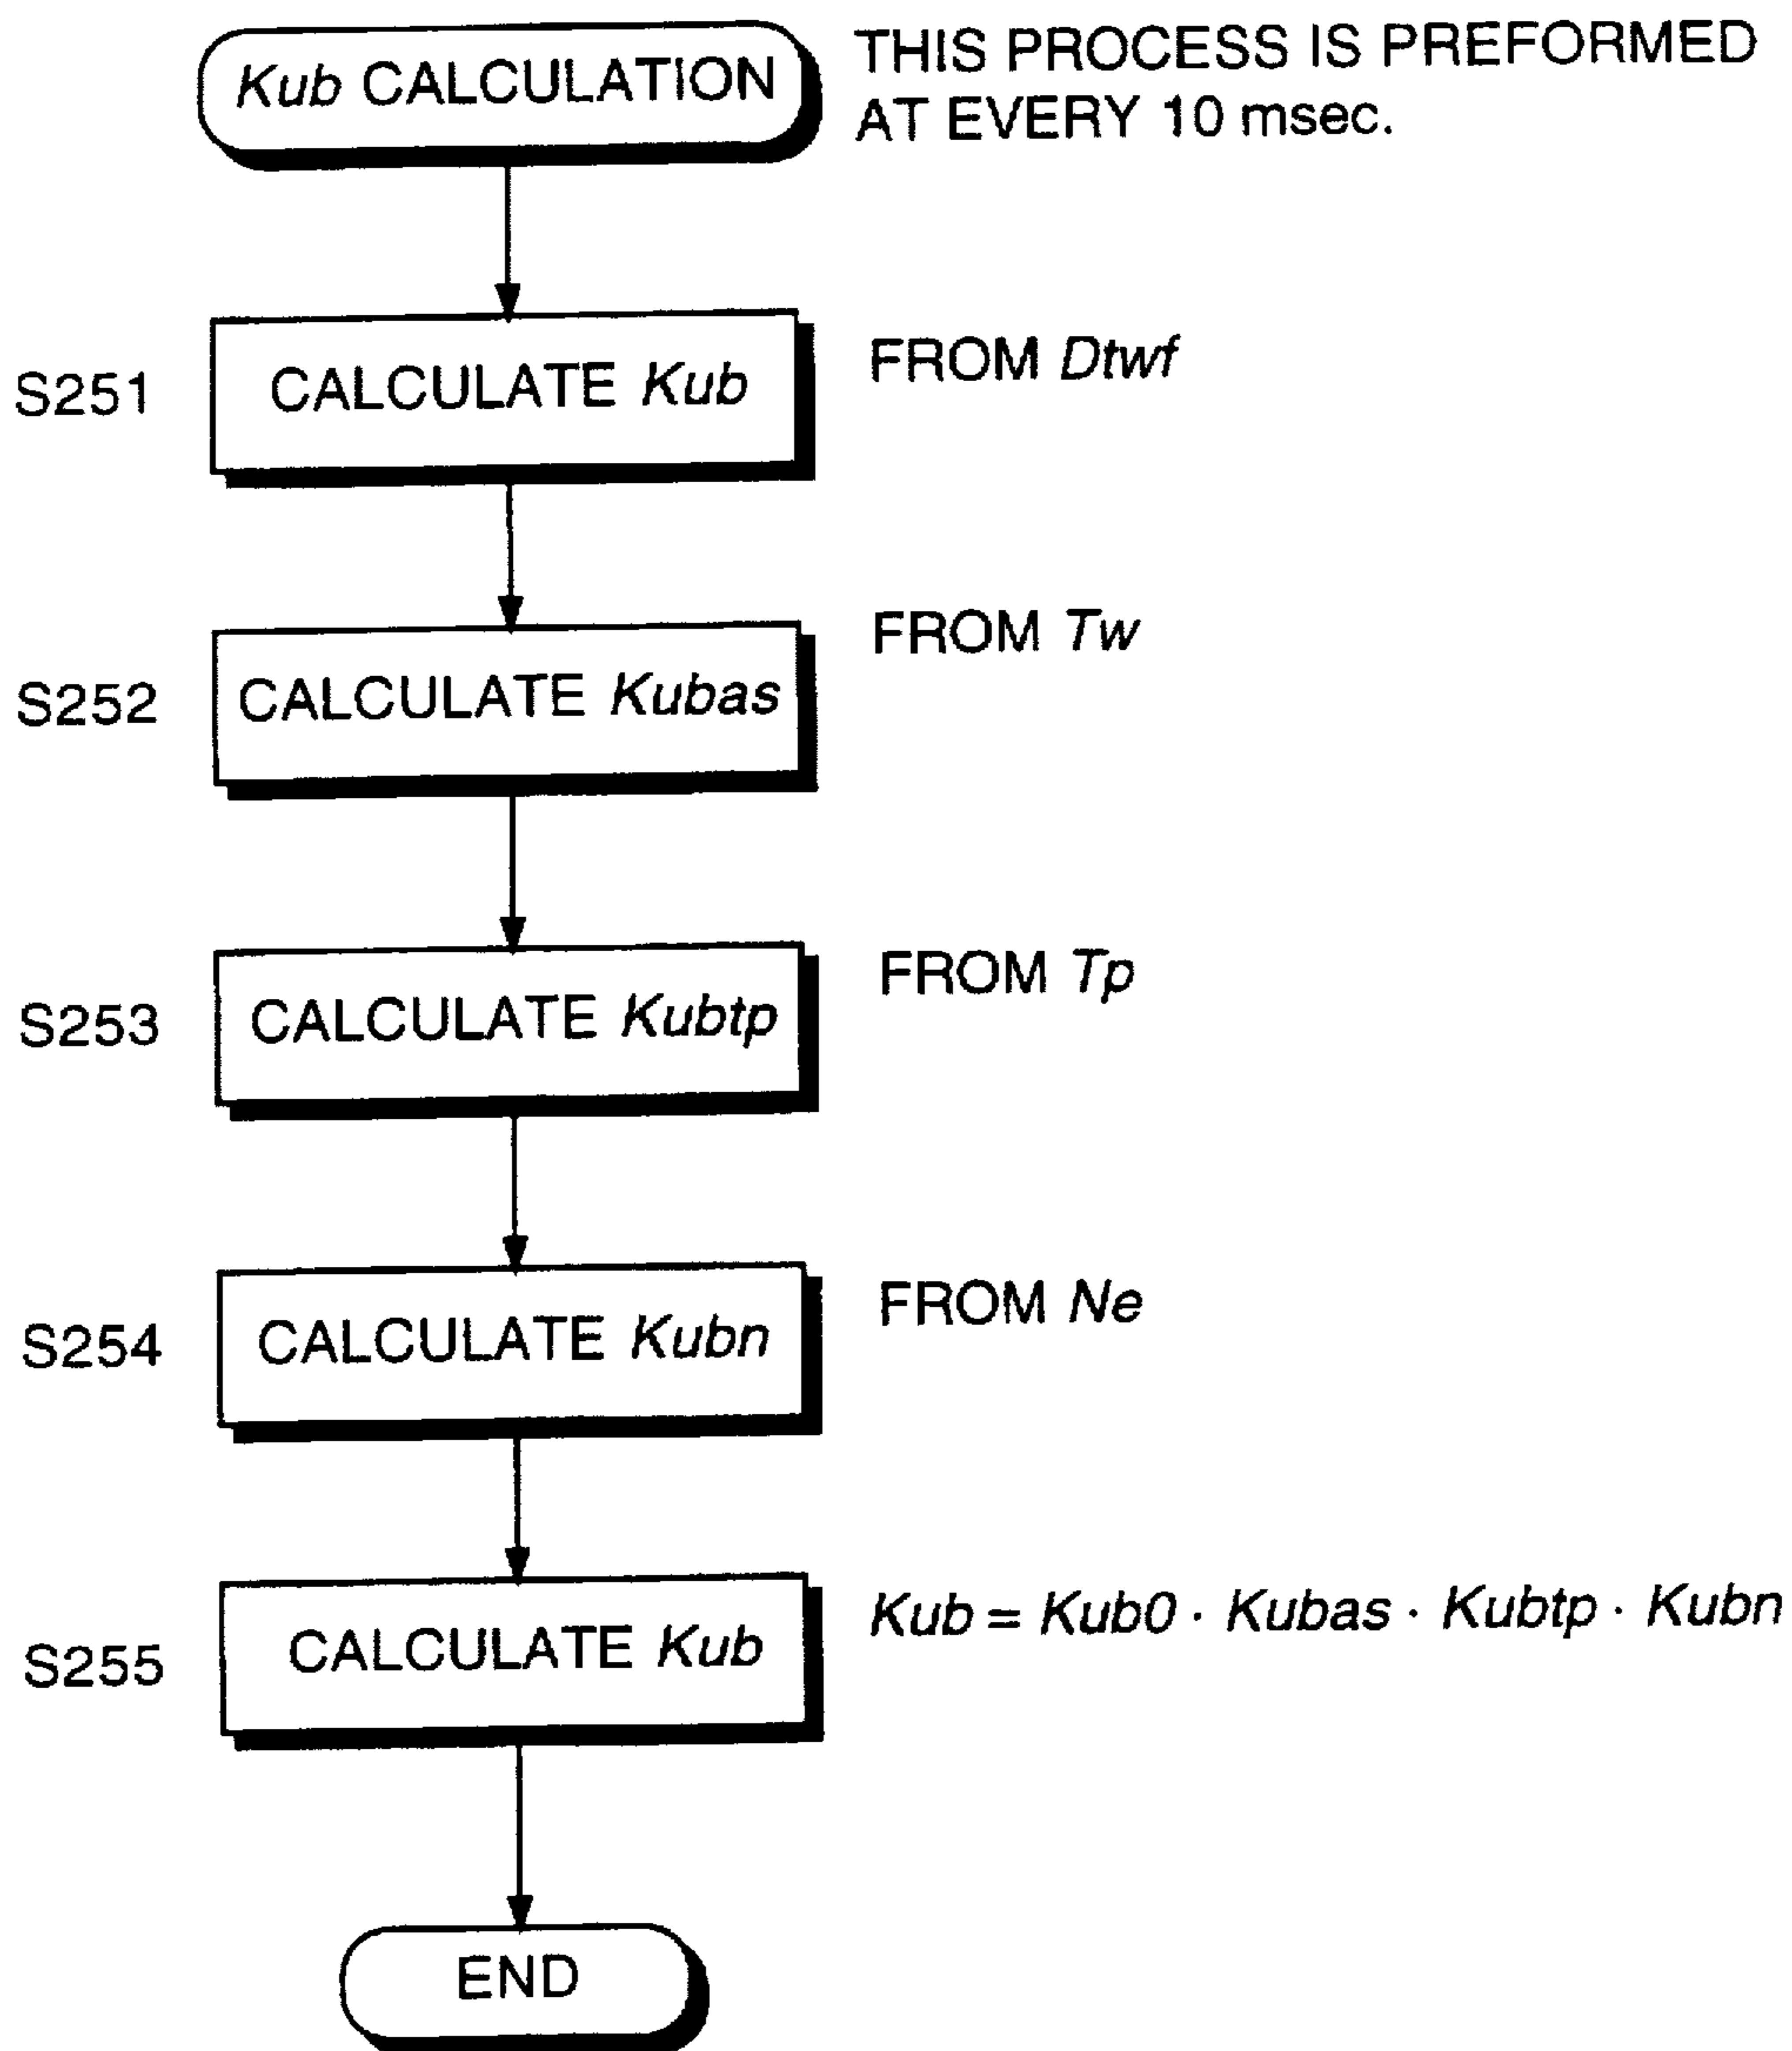 Kub CALCULATION
THIS PROCESS IS PREFORMED
AT EVERY 10 msec.
S251
CALCULATE Kub
FROM Dtwf
S252
CALCULATE Kubas
FROM Tw
S253
CALCULATE Kubtp
FROM Tp
S254
CALCULATE Kubn
FROM Ne
S255
CALCULATE Kub
Kub = Kub0 · Kubas · Kubtp · Kubn
END